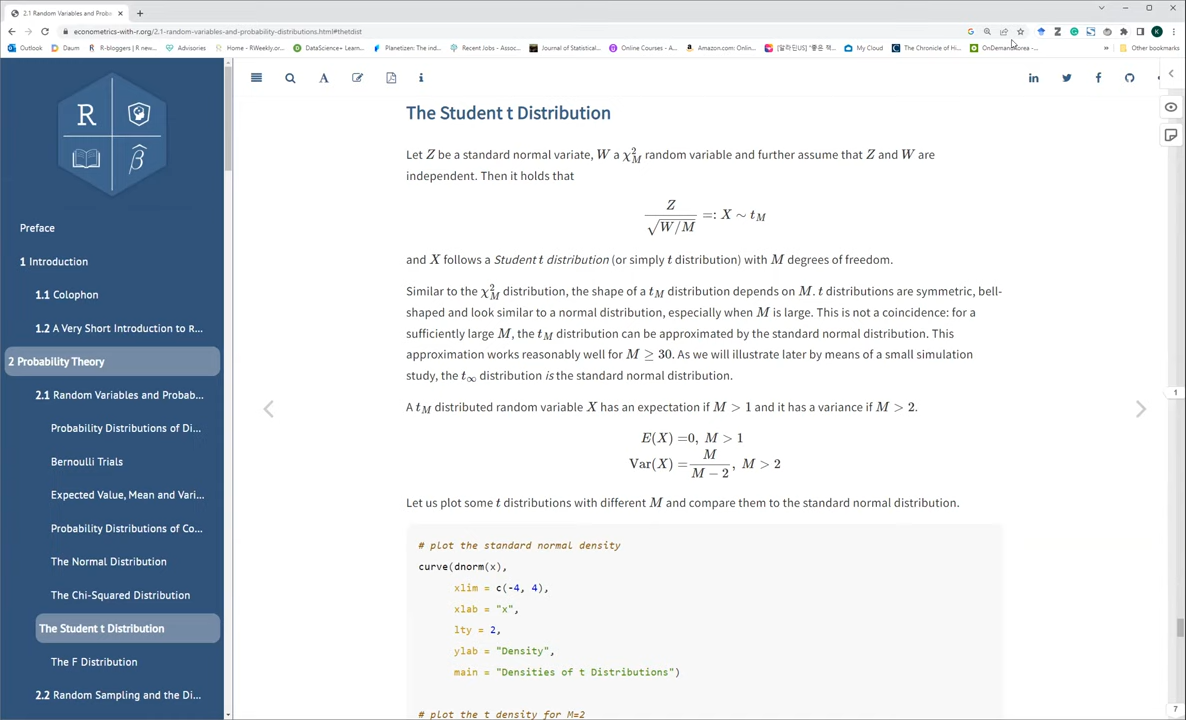 2.1 Random Variables and Proba
econometrics-with-r.org/2.1-random-variables-and-probability-distributions.html#thetdist
Outlook
Daum
R-bloggers | R new...
Advisories
Home - RWeekly.or...
DataScience+ Learn...
Planetizen: The ind...
Recent Jobs - Assoc...
Journal of Statistical...
Online Courses - A...
Amazon.com: Onlin...
My Cloud
The Chronicle of Hi...
OnDemandKorea -...
Other bookmarks
R
Preface
1 Introduction
1.1 Colophon
1.2 A Very Short Introduction to R...
2 Probability Theory
2.1 Random Variables and Probab...
Probability Distributions of Di...
Bernoulli Trials
Expected Value, Mean and Vari...
Probability Distributions of Co...
The Normal Distribution
The Chi-Squared Distribution
The Student t Distribution
The F Distribution
2.2 Random Sampling and the Di...
The Student t Distribution
Let Z be a standard normal variate, W a χ²_M random variable and further assume that Z and W are
independent. Then it holds that
Z / √(W/M) =: X ∼ t_M
and X follows a Student t distribution (or simply t distribution) with M degrees of freedom.
Similar to the χ²_M distribution, the shape of a t_M distribution depends on M. t distributions are symmetric, bell-
shaped and look similar to a normal distribution, especially when M is large. This is not a coincidence: for a
sufficiently large M, the t_M distribution can be approximated by the standard normal distribution. This
approximation works reasonably well for M ≥ 30. As we will illustrate later by means of a small simulation
study, the t_∞ distribution is the standard normal distribution.
A t_M distributed random variable X has an expectation if M > 1 and it has a variance if M > 2.
E(X) =0, M > 1
Var(X) = M / (M − 2), M > 2
Let us plot some t distributions with different M and compare them to the standard normal distribution.
# plot the standard normal density
curve(dnorm(x),
xlim = c(-4, 4),
xlab = "x",
lty = 2,
ylab = "Density",
main = "Densities of t Distributions")
# plot the t density for M=2
1
7